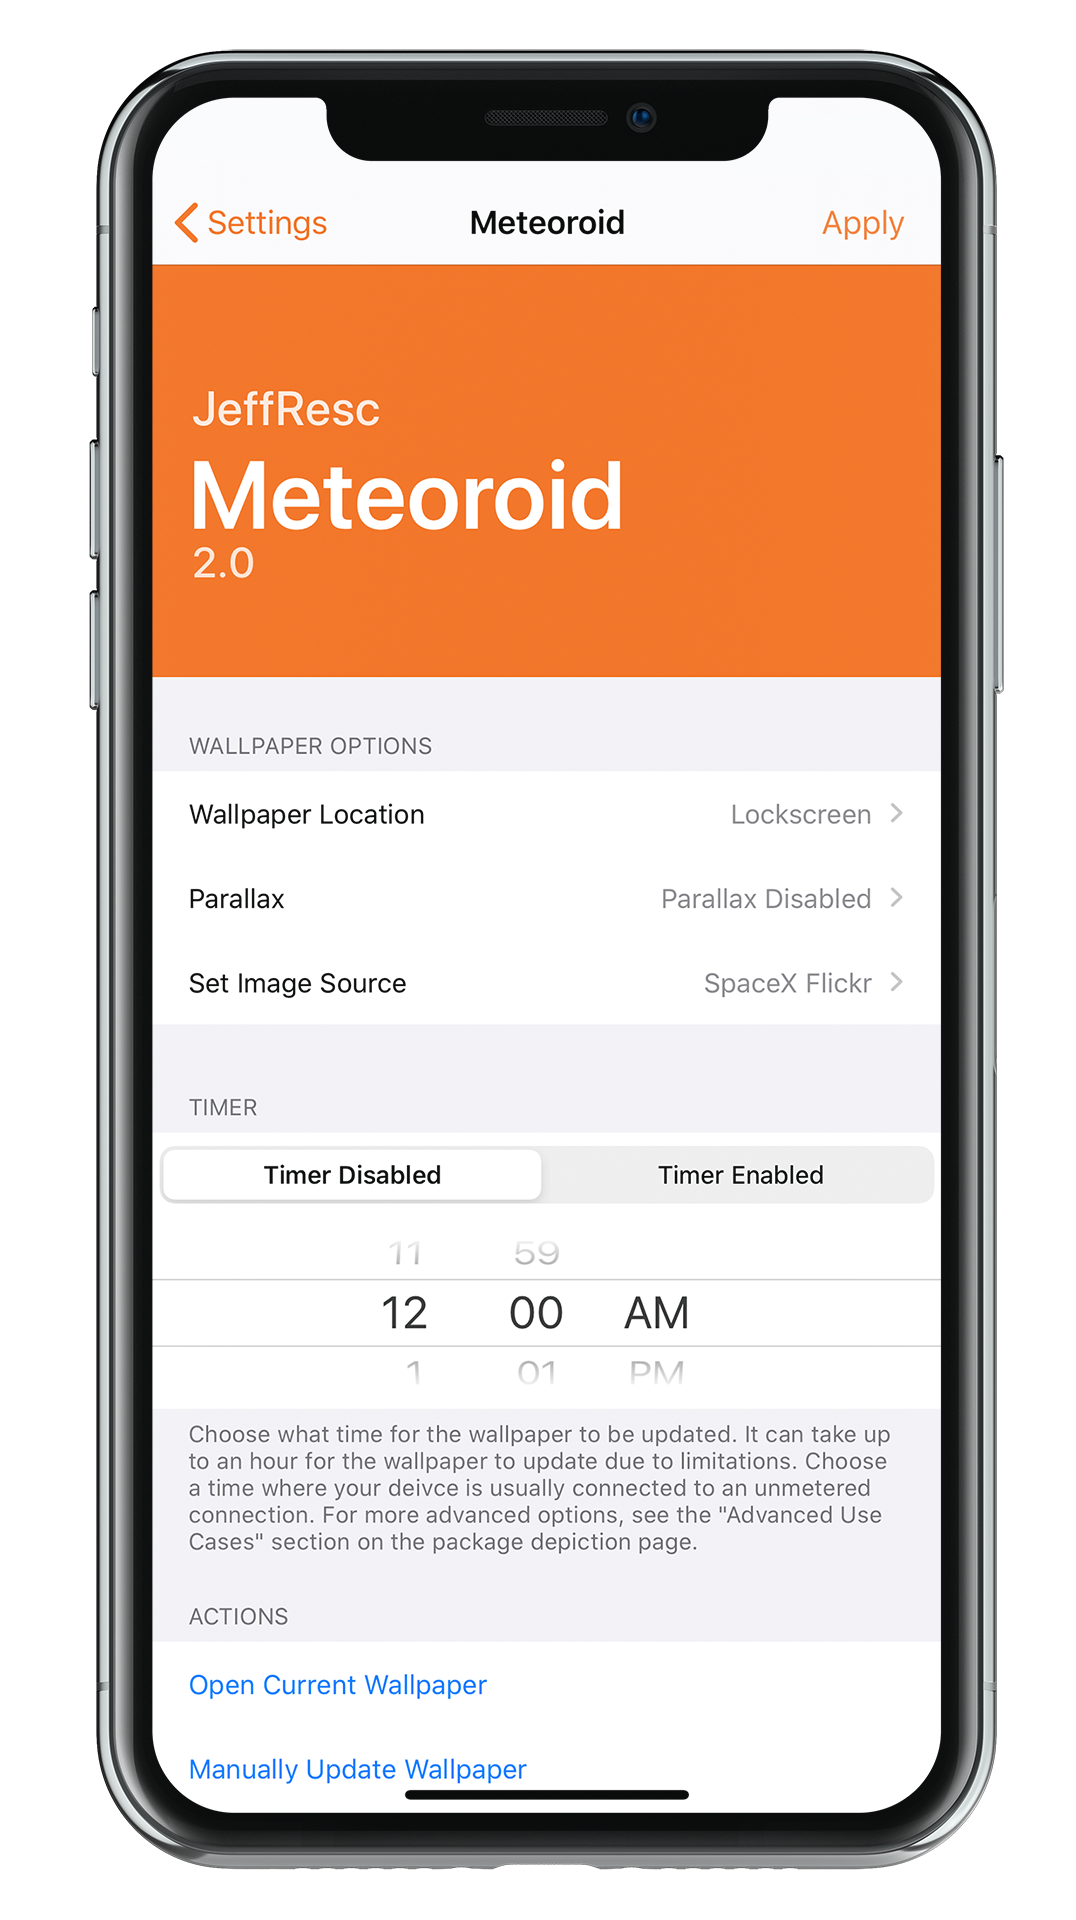 Settings
Meteoroid
Apply
JeffResc
Meteoroid
2.0
WALLPAPER OPTIONS
Wallpaper Location
Lockscreen
Parallax
Parallax Disabled
Set Image Source
SpaceX Flickr
TIMER
Timer Disabled
Timer Enabled
11 59
12 00 AM
1 01 PM
Choose what time for the wallpaper to be updated. It can take up
to an hour for the wallpaper to update due to limitations. Choose
a time where your deivce is usually connected to an unmetered
connection. For more advanced options, see the "Advanced Use
Cases" section on the package depiction page.
ACTIONS
Open Current Wallpaper
Manually Update Wallpaper